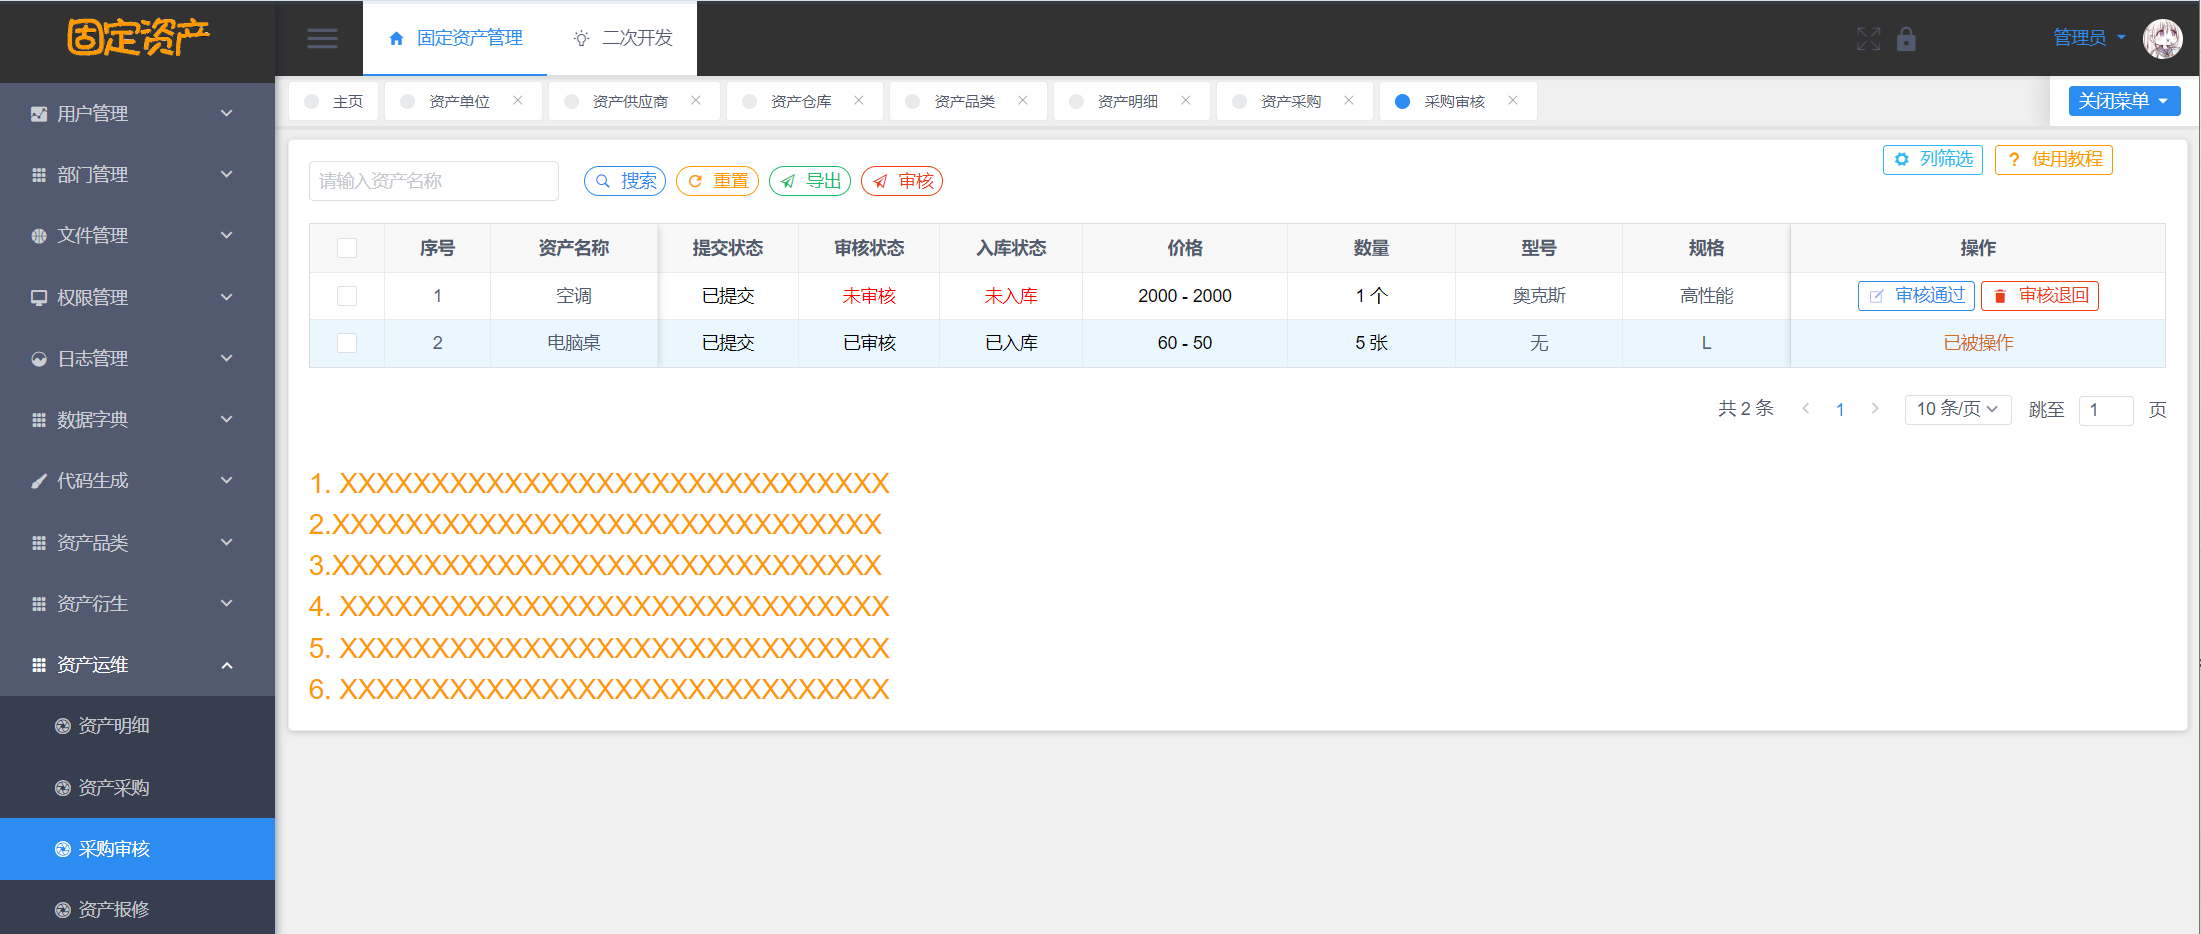 固定资产
固定资产管理
二次开发
管理员
用户管理
部门管理
文件管理
权限管理
日志管理
数据字典
代码生成
资产品类
资产衍生
资产运维
资产明细
资产采购
采购审核
资产报修
主页 资产单位 资产供应商 资产仓库 资产品类 资产明细 资产采购 采购审核 关闭菜单
列筛选 ? 使用教程
请输入资产名称 搜索 重置 导出 审核
序号 资产名称 提交状态 审核状态 入库状态 价格 数量 型号 规格 操作
1 空调 已提交 未审核 未入库 2000 - 2000 1 个 奥克斯 高性能 审核通过 审核退回
2 电脑桌 已提交 已审核 已入库 60 - 50 5 张 无 L 已被操作
共 2 条 1 10 条/页 跳至 1 页
1. XXXXXXXXXXXXXXXXXXXXXXXXXXXXXX
2.XXXXXXXXXXXXXXXXXXXXXXXXXXXXXX
3.XXXXXXXXXXXXXXXXXXXXXXXXXXXXXX
4. XXXXXXXXXXXXXXXXXXXXXXXXXXXXXX
5. XXXXXXXXXXXXXXXXXXXXXXXXXXXXXX
6. XXXXXXXXXXXXXXXXXXXXXXXXXXXXXX